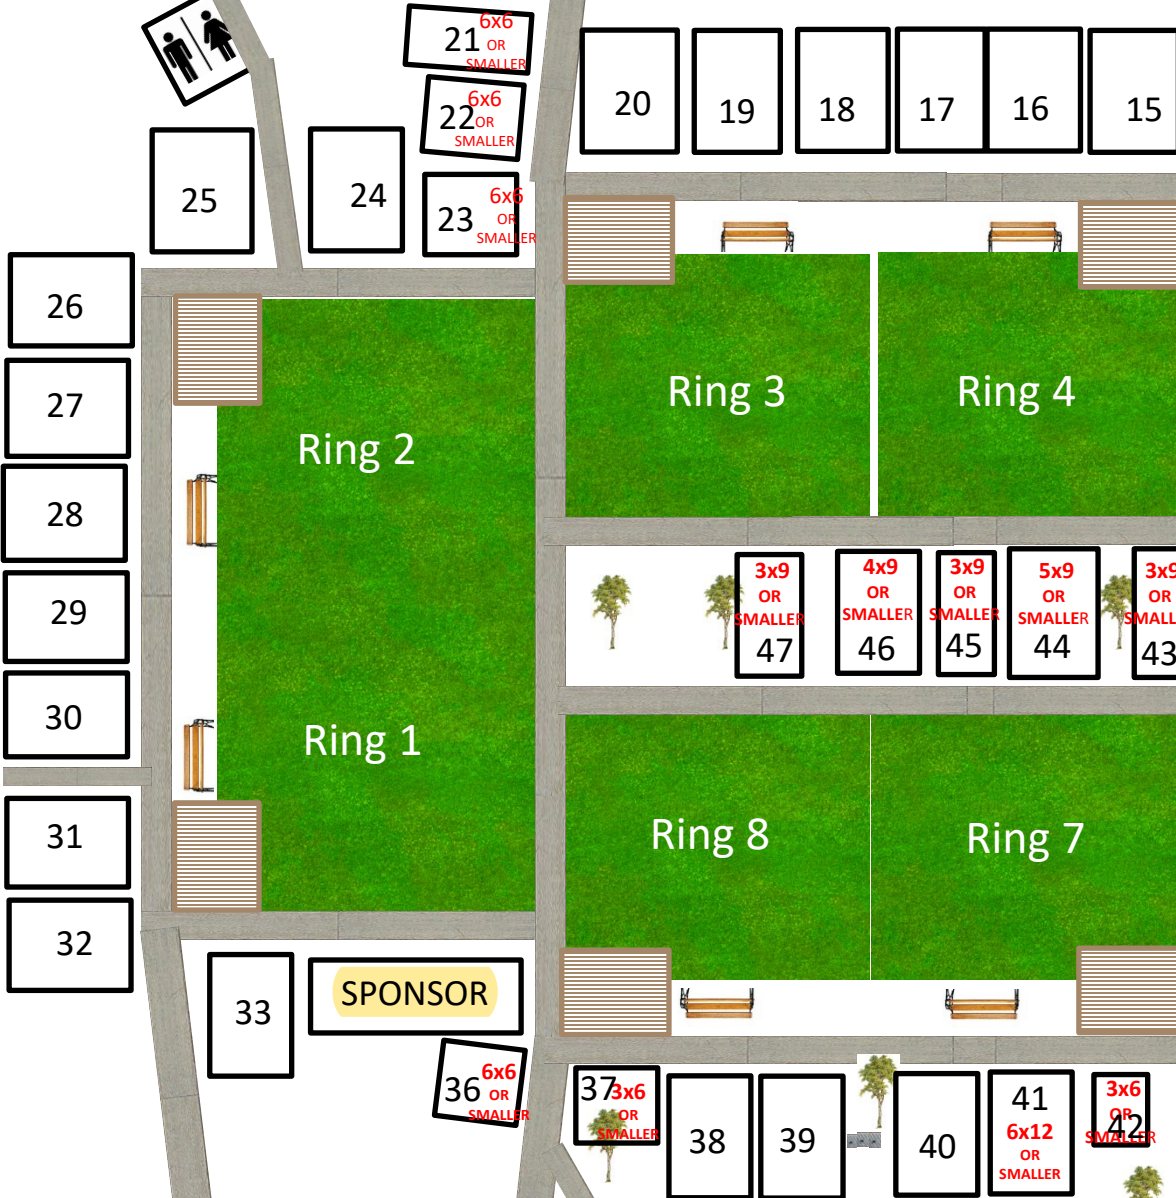 21
6x6
OR
SMALLER
22
6x6
OR
SMALLER
23
6x6
OR
SMALLER
20
19
18
17
16
15
25
24
26
27
28
29
30
31
32
Ring 2
Ring 1
Ring 3
Ring 4
3x9
OR
SMALLER
47
4x9
OR
SMALLER
46
3x9
OR
SMALLER
45
5x9
OR
SMALLER
44
3x9
OR
SMALL
43
Ring 8
Ring 7
33
SPONSOR
36
6x6
OR
SMALLER
37
3x6
OR
SMALLER
38
39
40
41
6x12
OR
SMALLER
3x6
OR
SMALLER
42